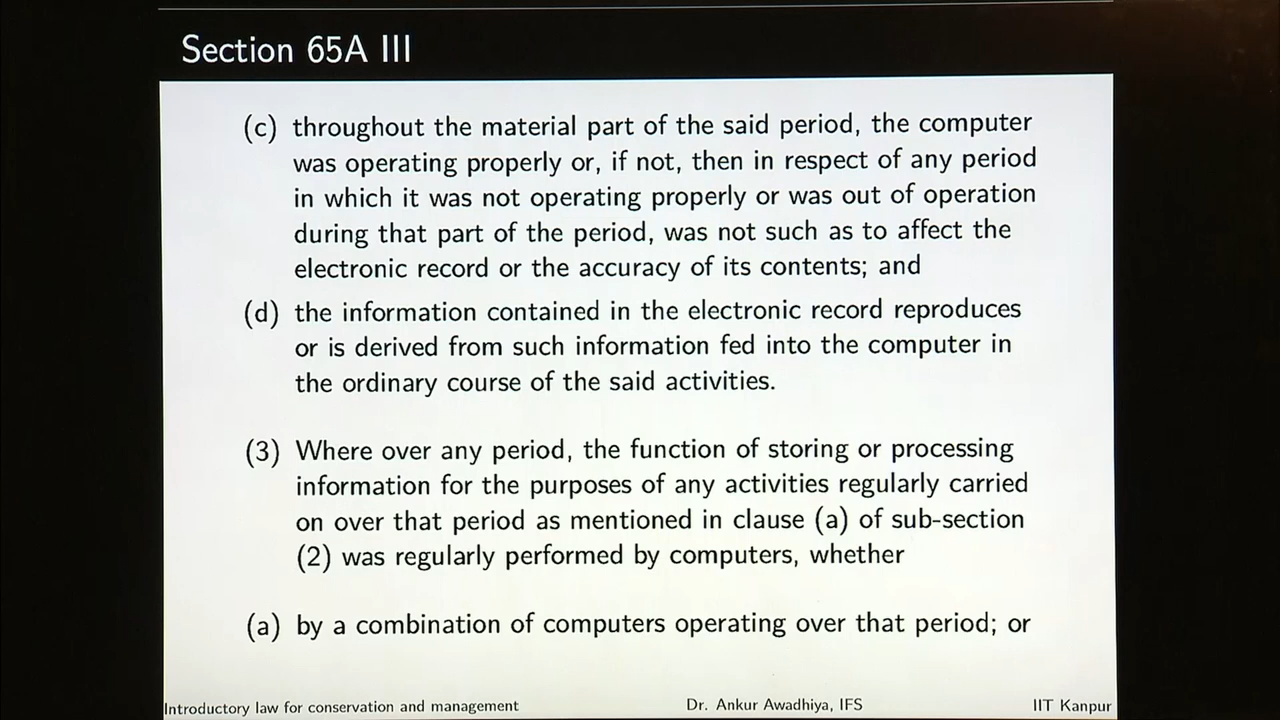 Section 65A III
(c) throughout the material part of the said period, the computer
was operating properly or, if not, then in respect of any period
in which it was not operating properly or was out of operation
during that part of the period, was not such as to affect the
electronic record or the accuracy of its contents; and
(d) the information contained in the electronic record reproduces
or is derived from such information fed into the computer in
the ordinary course of the said activities.
(3) Where over any period, the function of storing or processing
information for the purposes of any activities regularly carried
on over that period as mentioned in clause (a) of sub-section
(2) was regularly performed by computers, whether
(a) by a combination of computers operating over that period; or
Introductory law for conservation and management Dr. Ankur Awadhiya, IFS IIT Kanpur